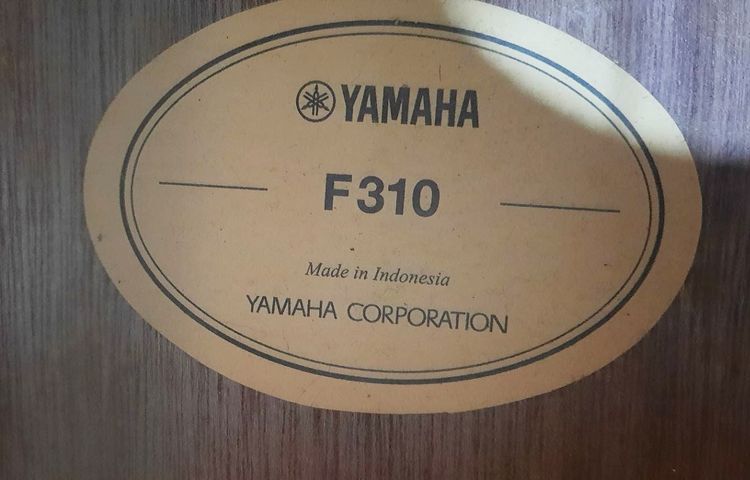 YAMAHA
F310
Made in Indonesia
YAMAHA CORPORATION